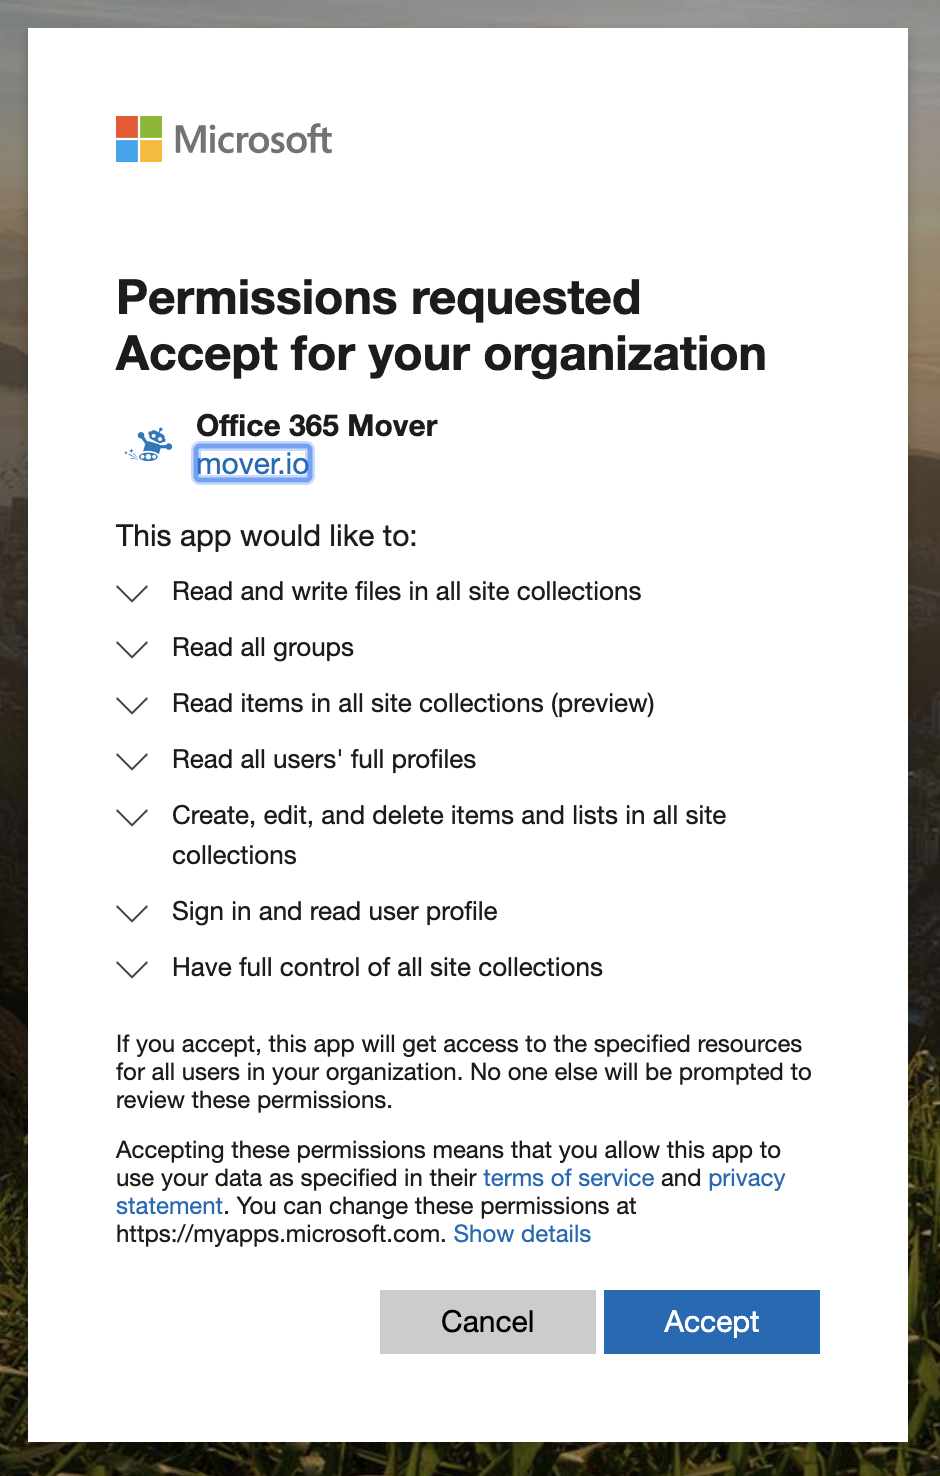 Microsoft
Permissions requested
Accept for your organization
Office 365 Mover
mover.io
This app would like to:
Read and write files in all site collections
Read all groups
Read items in all site collections (preview)
Read all users' full profiles
Create, edit, and delete items and lists in all site
collections
Sign in and read user profile
Have full control of all site collections
If you accept, this app will get access to the specified resources
for all users in your organization. No one else will be prompted to
review these permissions.
Accepting these permissions means that you allow this app to
use your data as specified in their terms of service and privacy
statement. You can change these permissions at
https://myapps.microsoft.com. Show details
Cancel Accept